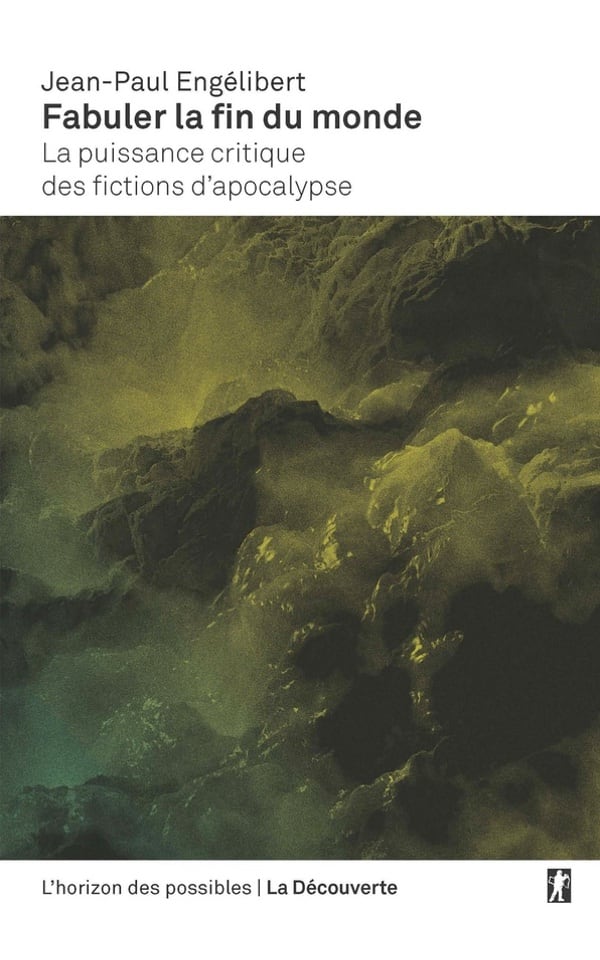 Jean-Paul Engélibert
Fabuler la fin du monde
La puissance critique
des fictions d'apocalypse
L'horizon des possibles | La Découverte